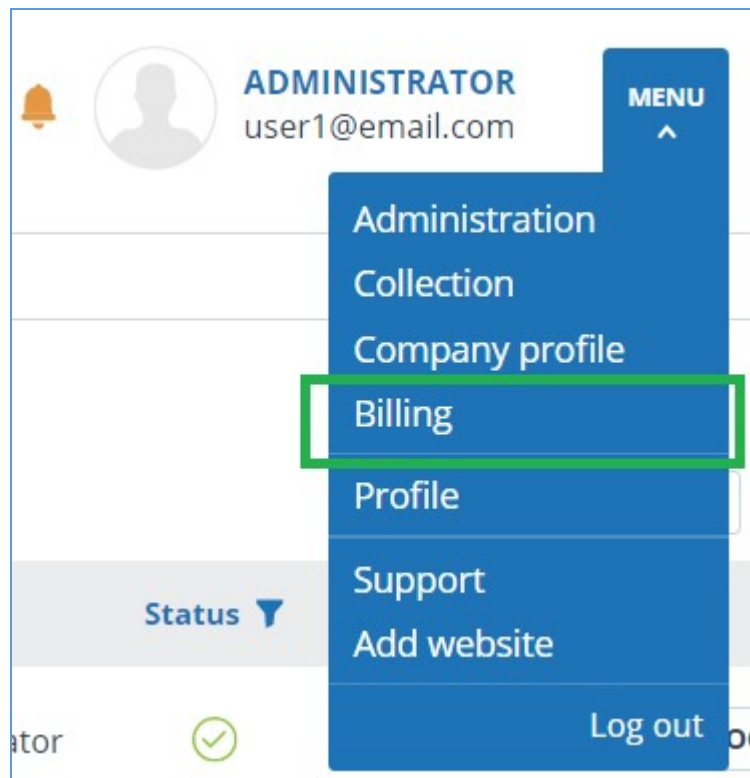 ADMINISTRATOR
user1@email.com
MENU
Administration
Collection
Company profile
Billing
Profile
Support
Status
Add website
Log out